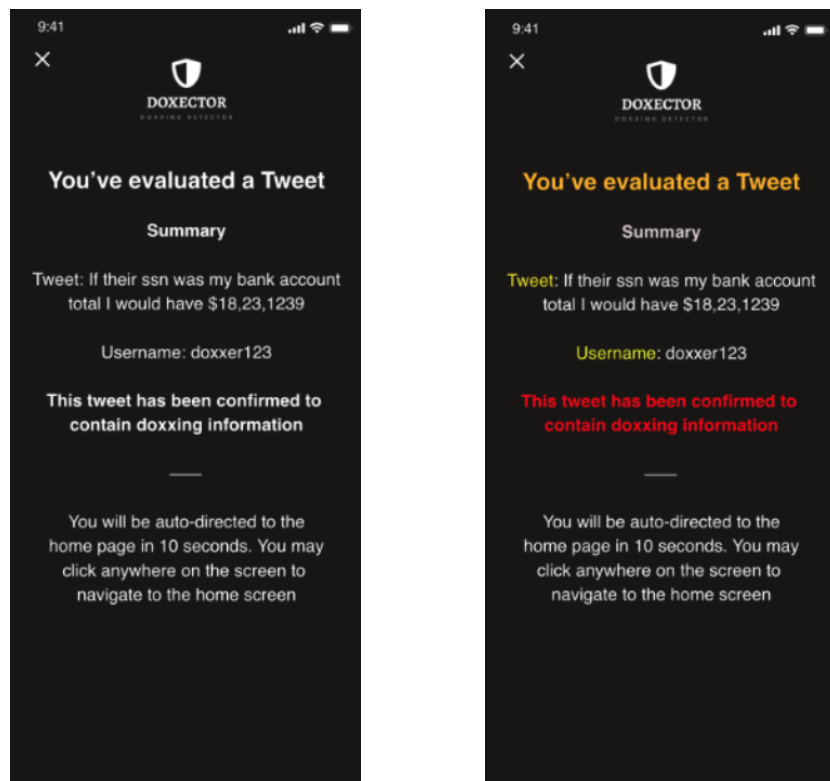 9:41
DOXECTOR
DOXXING DETECTOR
You've evaluated a Tweet
Summary
Tweet: If their ssn was my bank account
total I would have $18,23,1239
Username: doxxer123
This tweet has been confirmed to
contain doxxing information
You will be auto-directed to the
home page in 10 seconds. You may
click anywhere on the screen to
navigate to the home screen
9:41
DOXECTOR
DOXXING DETECTOR
You've evaluated a Tweet
Summary
Tweet: If their ssn was my bank account
total I would have $18,23,1239
Username: doxxer123
This tweet has been confirmed to
contain doxxing information
You will be auto-directed to the
home page in 10 seconds. You may
click anywhere on the screen to
navigate to the home screen